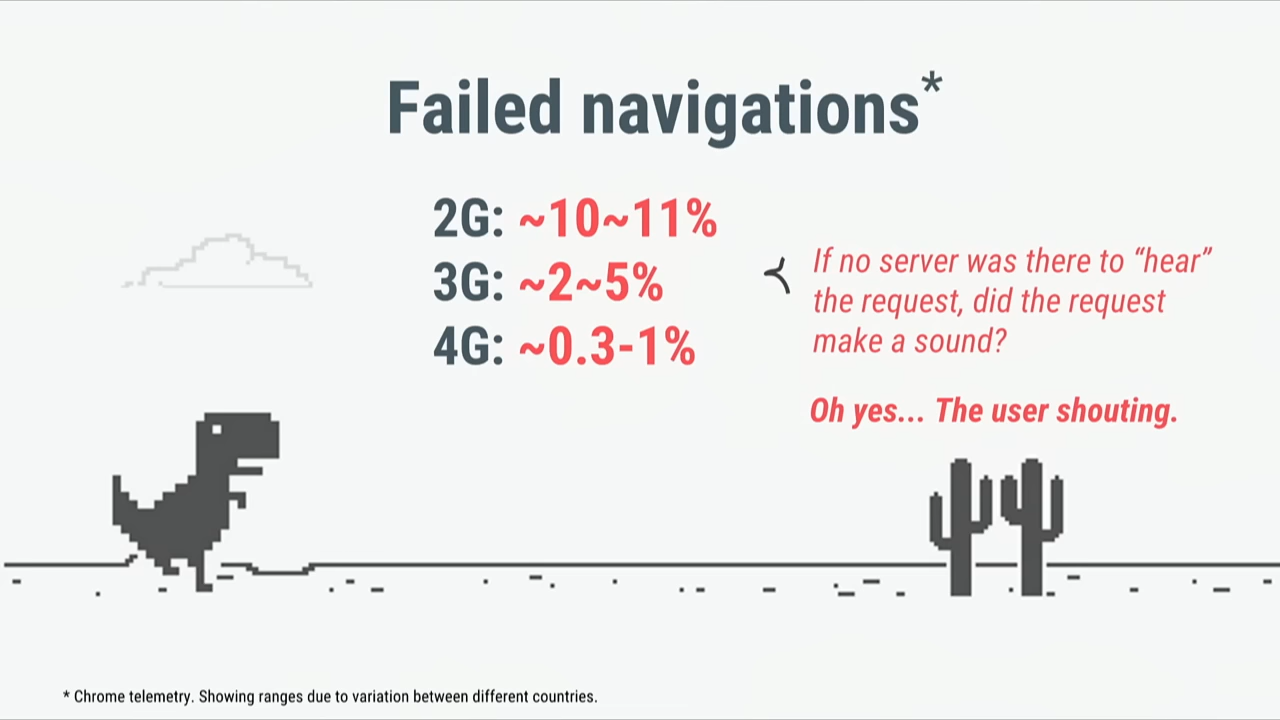 Failed navigations*
2G: ~10~11%
3G: ~2~5%
4G: ~0.3-1%
If no server was there to “hear”
the request, did the request
make a sound?
Oh yes... The user shouting.
* Chrome telemetry. Showing ranges due to variation between different countries.